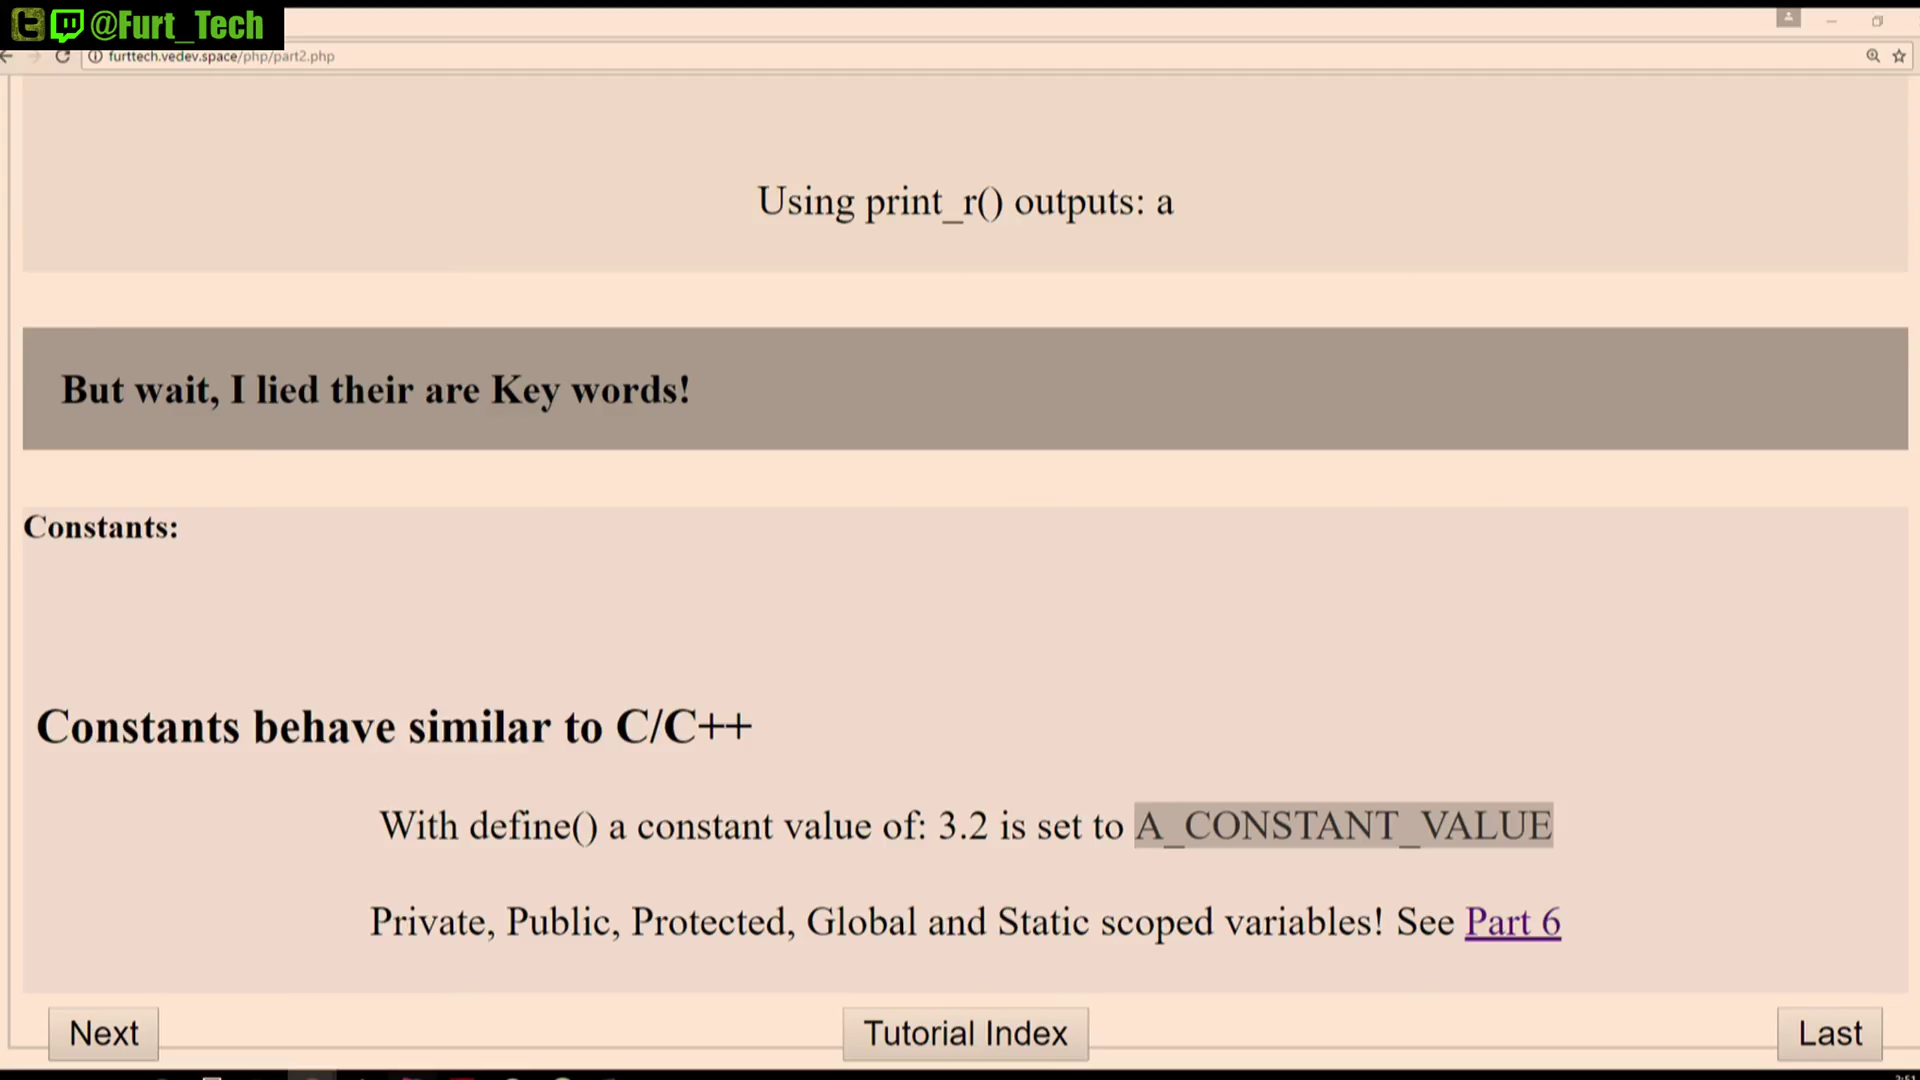 @Furt_Tech
furttech.vedev.space/php/part2.php
Using print_r() outputs: a
But wait, I lied their are Key words!
Constants:
Constants behave similar to C/C++
With define() a constant value of: 3.2 is set to A_CONSTANT_VALUE
Private, Public, Protected, Global and Static scoped variables! See Part 6
Next
Tutorial Index
Last